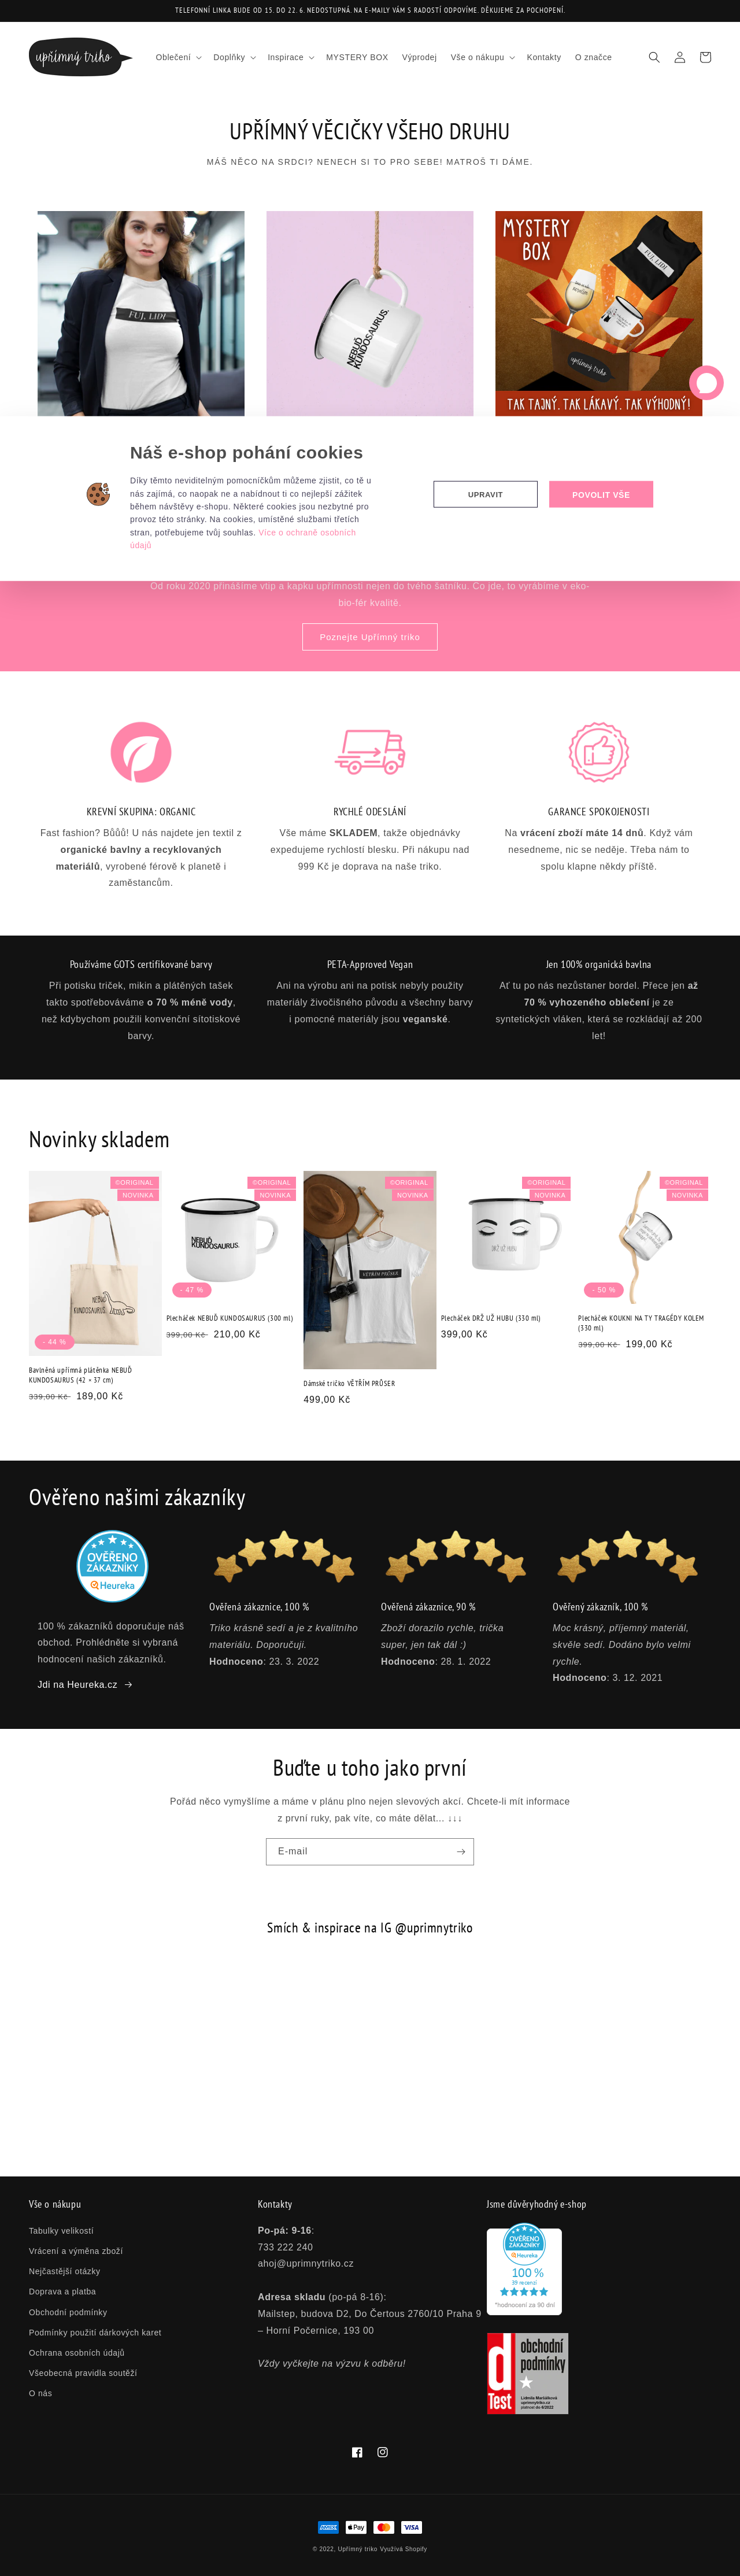 TELEFONNÍ LINKA BUDE OD 15. DO 22. 6. NEDOSTUPNÁ. NA E-MAILY VÁM S RADOSTÍ ODPOVÍME. DĚKUJEME ZA POCHOPENÍ.
upřímný triko
Oblečení
Doplňky
Inspirace
MYSTERY BOX
Výprodej
Vše o nákupu
Kontakty
O značce
UPŘÍMNÝ VĚCIČKY VŠEHO DRUHU
MÁŠ NĚCO NA SRDCI? NENECH SI TO PRO SEBE! MATROŠ TI DÁME.
FUJ, LIDI
NEBUĎ
KUNDOSAURUS.
MYSTERY
BOX
upřímný triko
TAK TAJNÝ. TAK LÁKAVÝ. TAK VÝHODNÝ!
Náš e-shop pohání cookies
Díky těmto neviditelným pomocníčkům můžeme zjistit, co tě u
nás zajímá, co naopak ne a nabídnout ti co nejlepší zážitek
během návštěvy e-shopu. Některé cookies jsou nezbytné pro
provoz této stránky. Na cookies, umístěné službami třetích
stran, potřebujeme tvůj souhlas. Více o ochraně osobních
údajů
UPRAVIT
POVOLIT VŠE
Od roku 2020 přinášíme vtip a kapku upřímnosti nejen do tvého šatníku. Co jde, to vyrábíme v eko-
bio-fér kvalitě.
Poznejte Upřímný triko
KREVNÍ SKUPINA: ORGANIC
Fast fashion? Bůůů! U nás najdete jen textil z
organické bavlny a recyklovaných
materiálů, vyrobené férově k planetě i
zaměstancům.
RYCHLÉ ODESLÁNÍ
Vše máme SKLADEM, takže objednávky
expedujeme rychlostí blesku. Při nákupu nad
999 Kč je doprava na naše triko.
GARANCE SPOKOJENOSTI
Na vrácení zboží máte 14 dnů. Když vám
nesedneme, nic se neděje. Třeba nám to
spolu klapne někdy příště.
Používáme GOTS certifikované barvy
Při potisku triček, mikin a plátěných tašek
takto spotřebováváme o 70 % méně vody,
než kdybychom použili konvenční sítotiskové
barvy.
PETA-Approved Vegan
Ani na výrobu ani na potisk nebyly použity
materiály živočišného původu a všechny barvy
i pomocné materiály jsou veganské.
Jen 100% organická bavlna
Ať tu po nás nezůstaner bordel. Přece jen až
70 % vyhozeného oblečení je ze
syntetických vláken, která se rozkládají až 200
let!
Novinky skladem
©ORIGINAL
NOVINKA
NEBUĎ
KUNDOSAURUS
- 44 %
Bavlněná upřímná plátěnka NEBUĎ
KUNDOSAURUS (42 × 37 cm)
339,00 Kč 189,00 Kč
©ORIGINAL
NOVINKA
NEBUĎ
KUNDOSAURUS.
- 47 %
Plecháček NEBUĎ KUNDOSAURUS (300 ml)
399,00 Kč 210,00 Kč
©ORIGINAL
NOVINKA
VĚTŘÍM PRŮSER
Dámské tričko VĚTŘÍM PRŮSER
499,00 Kč
©ORIGINAL
NOVINKA
DRŽ UŽ HUBU
Plecháček DRŽ UŽ HUBU (330 ml)
399,00 Kč
©ORIGINAL
NOVINKA
- 50 %
Plecháček KOUKNI NA TY TRAGÉDY KOLEM
(330 ml)
399,00 Kč 199,00 Kč
Ověřeno našimi zákazníky
OVĚŘENO
ZÁKAZNÍKY
Heureka
100 % zákazníků doporučuje náš
obchod. Prohlédněte si vybraná
hodnocení našich zákazníků.
Jdi na Heureka.cz →
Ověřená zákaznice, 100 %
Triko krásně sedí a je z kvalitního
materiálu. Doporučuji.
Hodnoceno: 23. 3. 2022
Ověřená zákaznice, 90 %
Zboží dorazilo rychle, trička
super, jen tak dál :)
Hodnoceno: 28. 1. 2022
Ověřený zákazník, 100 %
Moc krásný, příjemný materiál,
skvěle sedí. Dodáno bylo velmi
rychle.
Hodnoceno: 3. 12. 2021
Buďte u toho jako první
Pořád něco vymýšlíme a máme v plánu plno nejen slevových akcí. Chcete-li mít informace
z první ruky, pak víte, co máte dělat... ↓↓↓
E-mail
Smích & inspirace na IG @uprimnytriko
Vše o nákupu
Tabulky velikostí
Vrácení a výměna zboží
Nejčastější otázky
Doprava a platba
Obchodní podmínky
Podmínky použití dárkových karet
Ochrana osobních údajů
Všeobecná pravidla soutěží
O nás
Kontakty
Po-pá: 9-16:
733 222 240
ahoj@uprimnytriko.cz
Adresa skladu (po-pá 8-16):
Mailstep, budova D2, Do Čertous 2760/10 Praha 9
– Horní Počernice, 193 00
Vždy vyčkejte na výzvu k odběru!
Jsme důvěryhodný e-shop
OVĚŘENO
ZÁKAZNÍKY
Heureka
100 %
39 recenzí
*hodnocení za 90 dní
dTest
obchodní
podmínky
Lidmila Maršálková
uprimnytriko.cz
platnost do 6/2022
Pay
VISA
© 2022, Upřímný triko Využívá Shopify